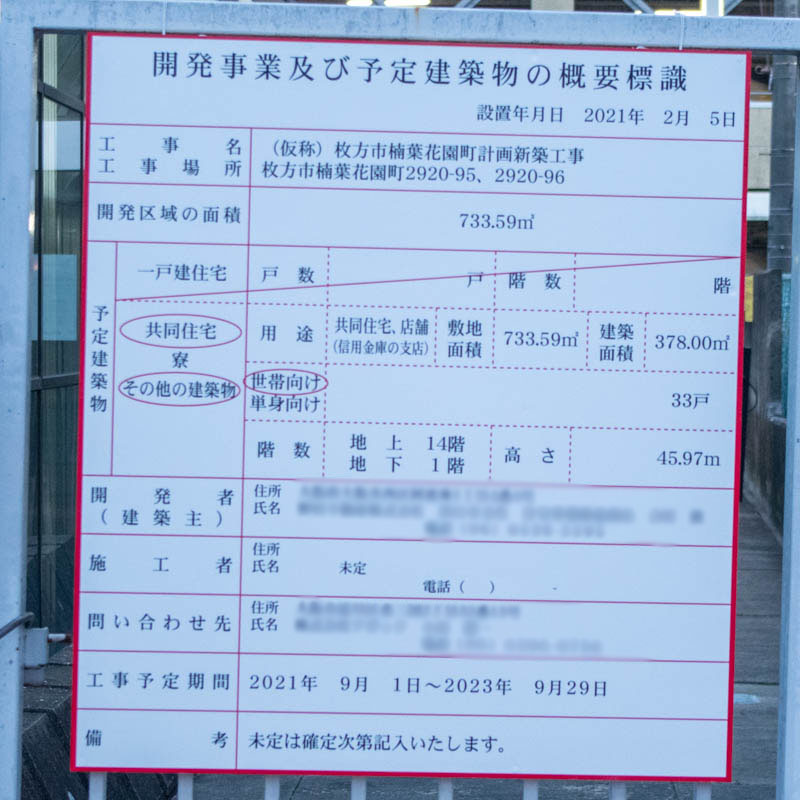 開発事業及び予定建築物の概要標識
設置年月日 2021年 2月 5日
工事名 （仮称）枚方市楠葉花園町計画新築工事
工事場所 枚方市楠葉花園町2920-95、2920-96
開発区域の面積 733.59㎡
予定建築物
一戸建住宅 戸数 戸 階数 階
共同住宅
寮
その他の建築物
用途 共同住宅、店舗
（信用金庫の支店）
敷地面積 733.59㎡ 建築面積 378.00㎡
世帯向け
単身向け
33戸
階数 地上 14階
地下 1階
高さ 45.97m
開発者
（建築主）
住所
氏名
施工者 住所
氏名 未定
電話（ ） -
問い合わせ先 住所
氏名
工事予定期間 2021年 9月 1日～2023年 9月29日
備考 未定は確定次第記入いたします。